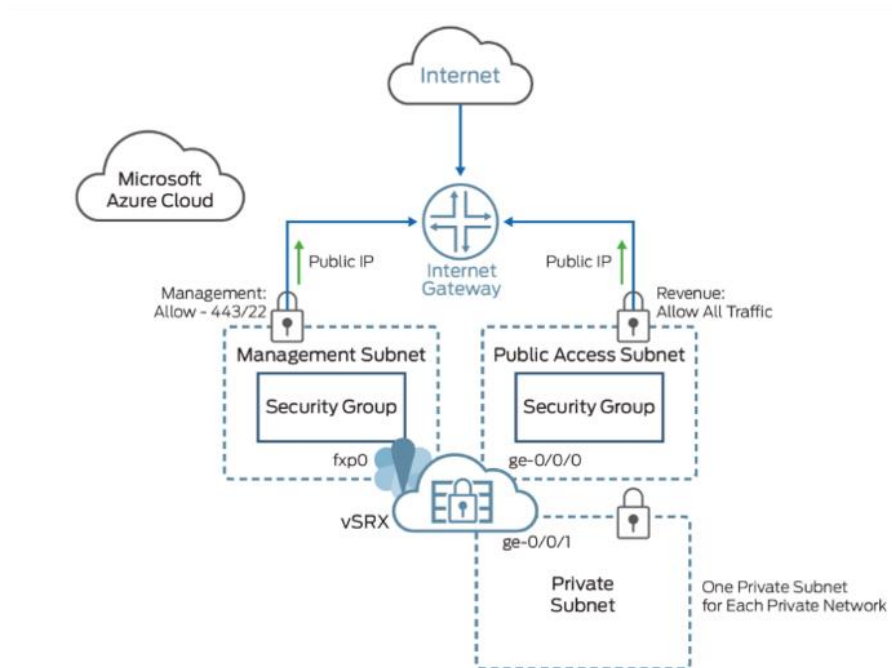 Internet
Microsoft
Azure Cloud
Public IP
Public IP
Internet
Gateway
Management:
Allow - 443/22
Revenue:
Allow All Traffic
Management Subnet
Public Access Subnet
Security Group
Security Group
fxp0
ge-0/0/0
vSRX
ge-0/0/1
Private
Subnet
One Private Subnet
for Each Private Network